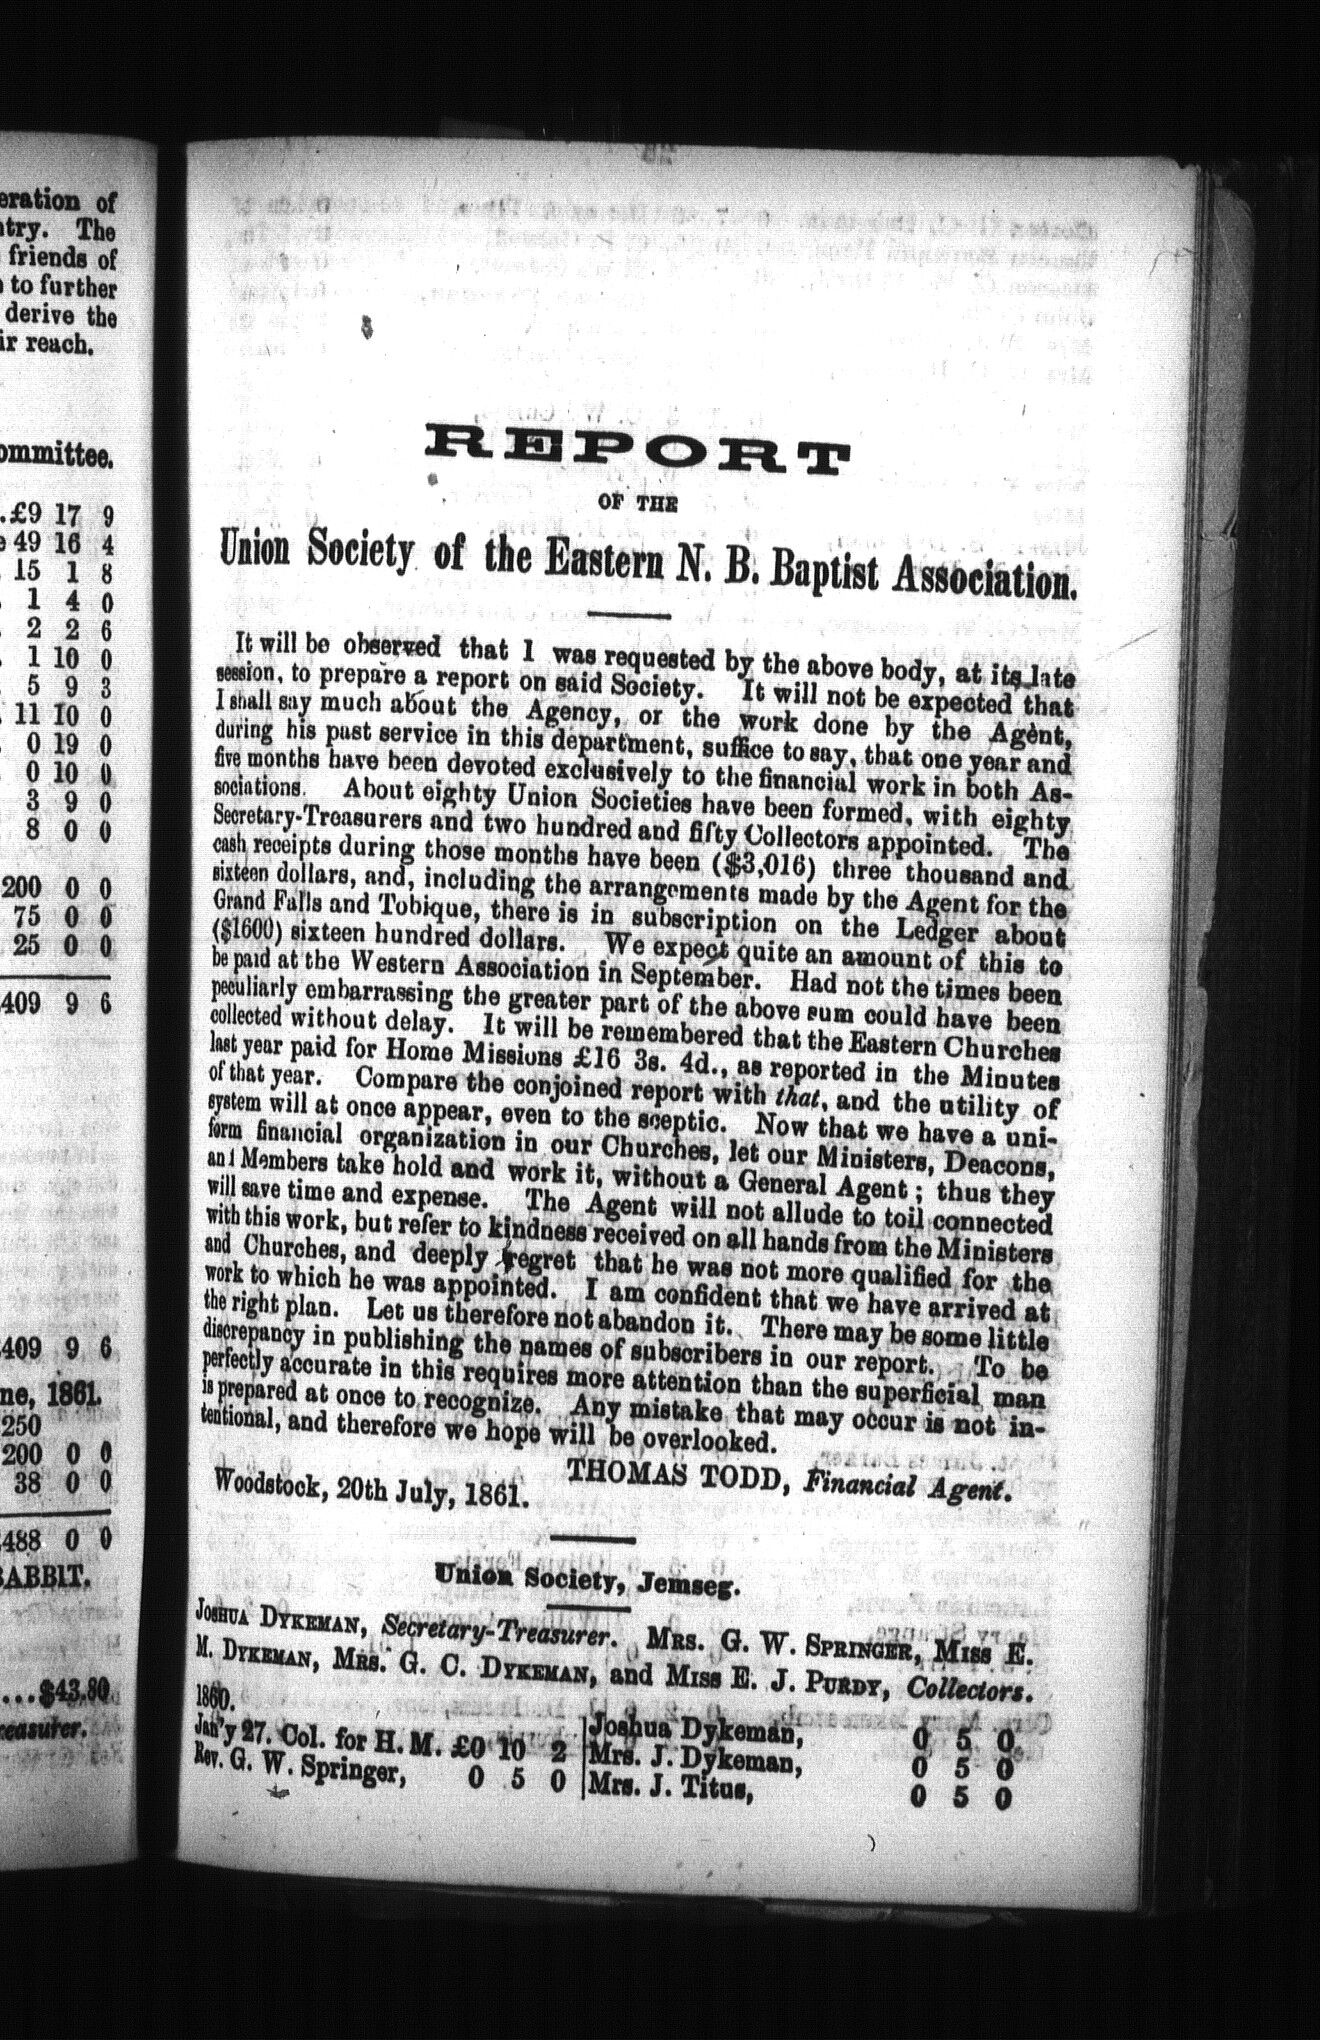 eration of
ntry. The
friends of
to further
derive the
ir reach.
ommittee.
£9 17 9
49 16 4
15 1 8
1 4 0
2 2 6
1 10 0
5 9 3
11 10 0
0 19 0
0 10 0
3 9 0
8 0 0
200 0 0
75 0 0
25 0 0
409 9 6
409 9 6
ne, 1861.
250
200 0 0
38 0 0
488 0 0
BABBIT.
....$43,80
reasurer.
REPORT
OF THE
Union Society of the Eastern N. B. Baptist Association.
It will be observed that I was requested by the above body, at its late
session, to prepare a report on said Society. It will not be expected that
I shall say much about the Agency, or the work done by the Agent,
during his past service in this department, suffice to say, that one year and
five months have been devoted exclusively to the financial work in both As-
sociations. About eighty Union Societies have been formed, with eighty
Secretary-Treasurers and two hundred and fifty Collectors appointed. The
cash receipts during those months have been ($3,016) three thousand and
sixteen dollars, and, including the arrangements made by the Agent for the
Grand Falls and Tobique, there is in subscription on the Ledger about
($1600) sixteen hundred dollars. We expect quite an amount of this to
be paid at the Western Association in September. Had not the times been
peculiarly embarrassing the greater part of the above sum could have been
collected without delay. It will be remembered that the Eastern Churches
last year paid for Home Missions £16 3s. 4d., as reported in the Minutes
of that year. Compare the conjoined report with that, and the utility of
system will at once appear, even to the sceptic. Now that we have a uni-
form financial organization in our Churches, let our Ministers, Deacons,
and Members take hold and work it, without a General Agent; thus they
will save time and expense. The Agent will not allude to toil connected
with this work, but refer to kindness received on all hands from the Ministers
and Churches, and deeply regret that he was not more qualified for the
work to which he was appointed. I am confident that we have arrived at
the right plan. Let us therefore not abandon it. There may be some little
discrepancy in publishing the names of subscribers in our report. To be
perfectly accurate in this requires more attention than the superficial man
is prepared at once to recognize. Any mistake that may occur is not in-
tentional, and therefore we hope will be overlooked.
THOMAS TODD, Financial Agent.
Woodstock, 20th July, 1861.
Union Society, Jemseg.
JOSHUA DYKEMAN, Secretary-Treasurer. MRS. G. W. SPRINGER, MISS E.
M. DYKEMAN, MRS. G. C. DYKEMAN, and MISS E. J. PURDY, Collectors.
1860.
Jan'y 27. Col. for H. M. £0 10 2
Rev. G. W. Springer, 0 5 0
Joshua Dykeman, 0 5 0
Mrs. J. Dykeman, 0 5 0
Mrs. J. Titus, 0 5 0